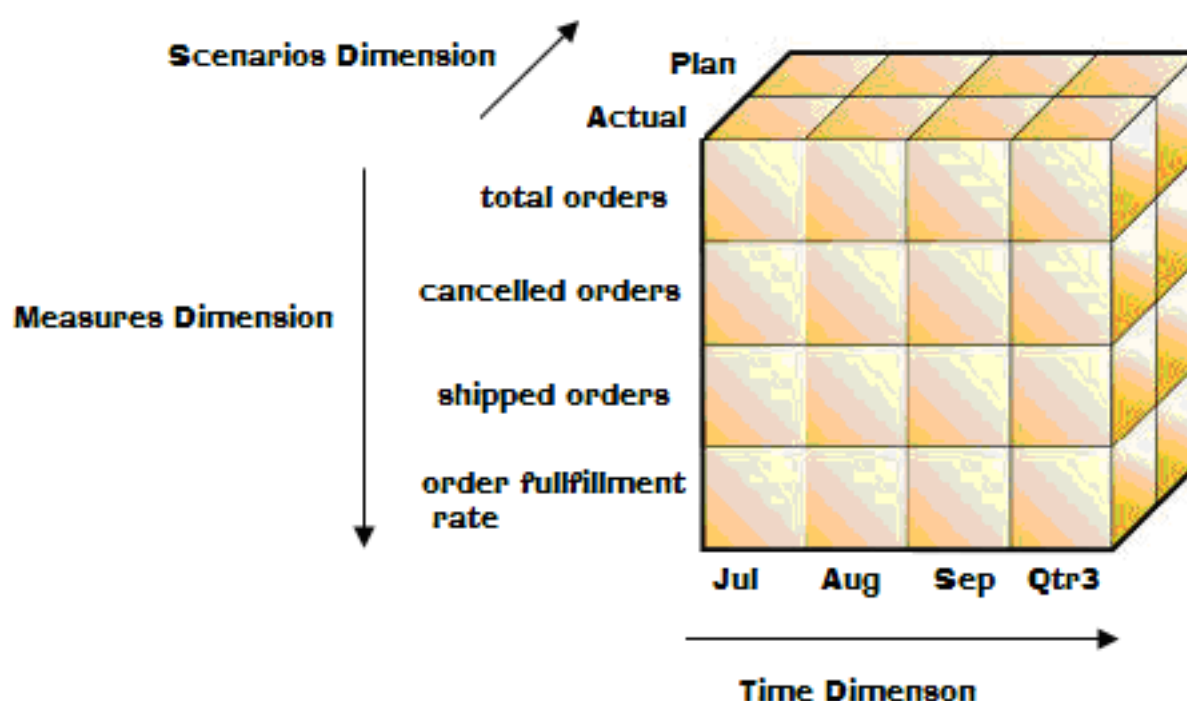 Scenarios Dimension
Plan
Actual
total orders
cancelled orders
Measures Dimension
shipped orders
order fullfillment
rate
Jul Aug Sep Qtr3
Time Dimenson